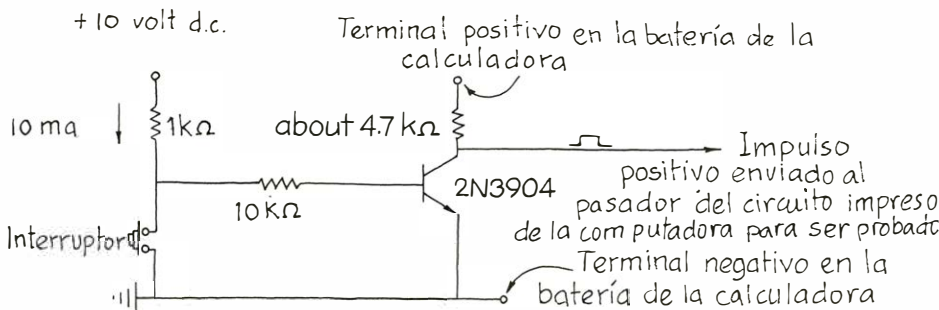 +10 volt d.c.
Terminal positivo en la batería de la
calculadora
10 ma
1kΩ
about 4.7 kΩ
Impulso
positivo enviado al
pasador del circuito impreso
de la computadora para ser probado
2N3904
10 KΩ
Interruptor
Terminal negativo en la
batería de la calculadora